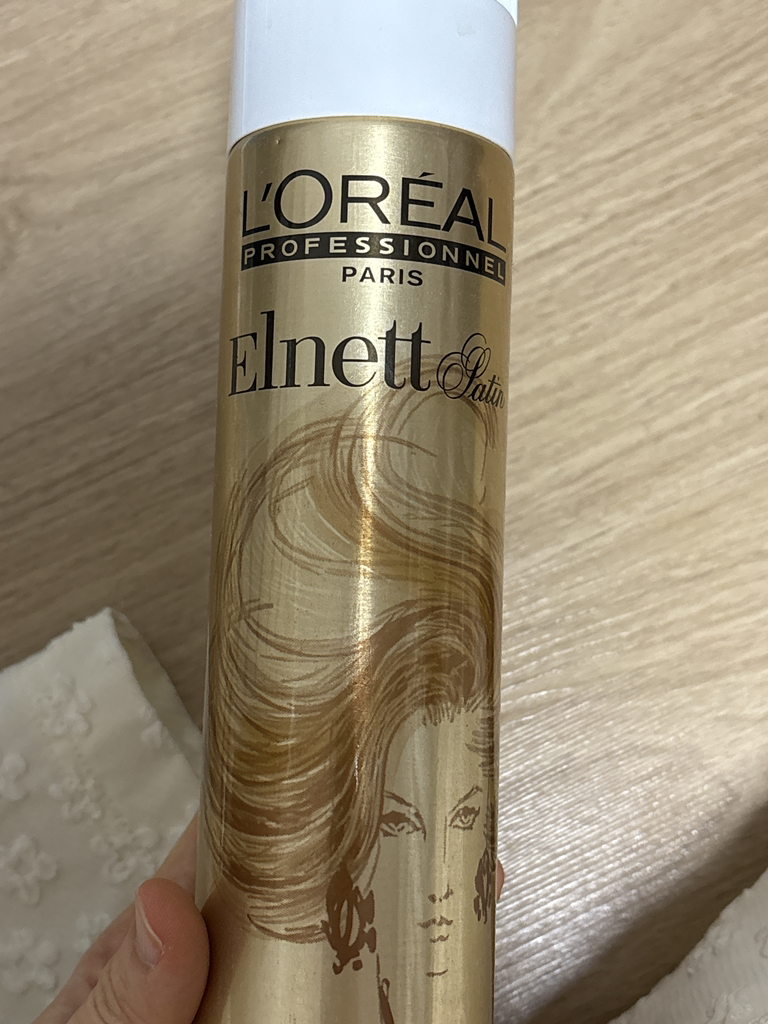 L'ORÉAL
PROFESSIONNEL
PARIS
Elnett Satin